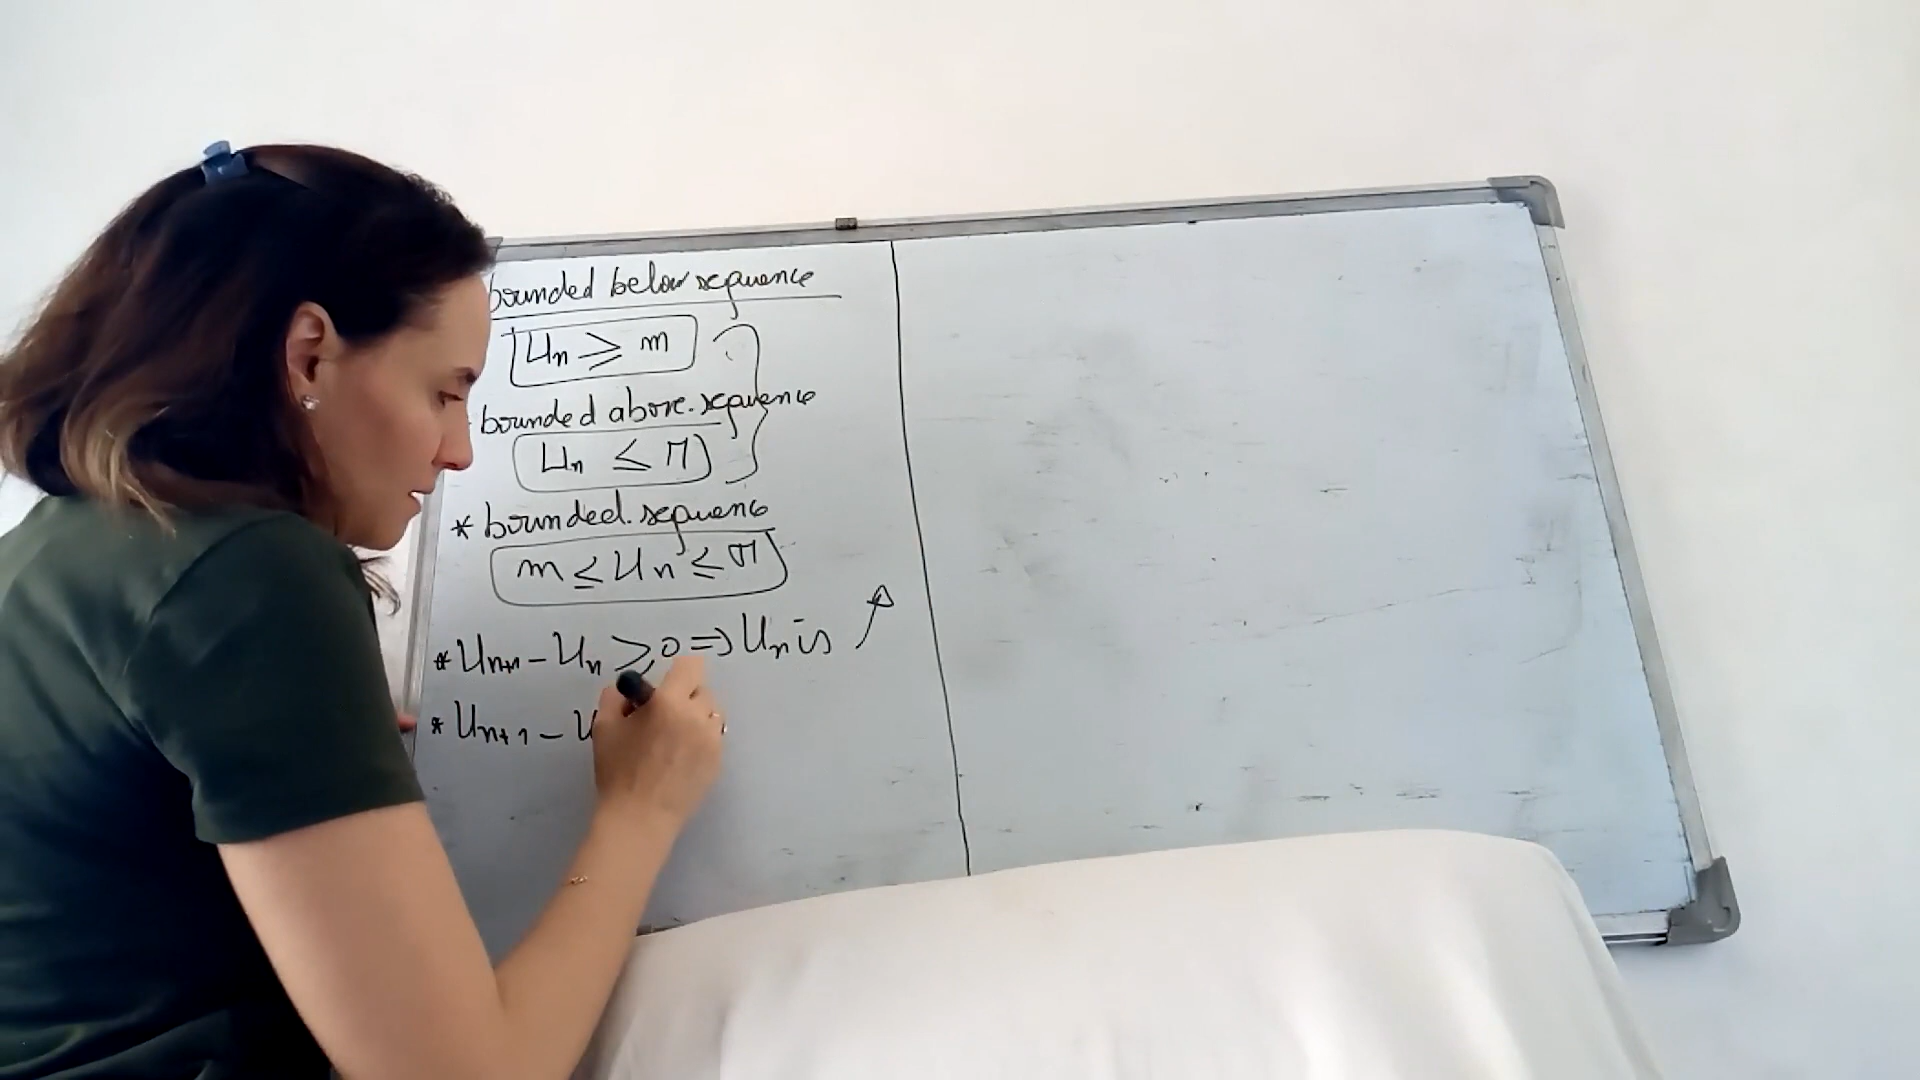 bounded below sequence
Un ⩾ m
bounded above. sequence
Un ≤ M
* bounded. sequence
m ≤ Un ≤ M
* Un+1 - Un ⩾ 0 => Un is ↗
* Un+1 - U